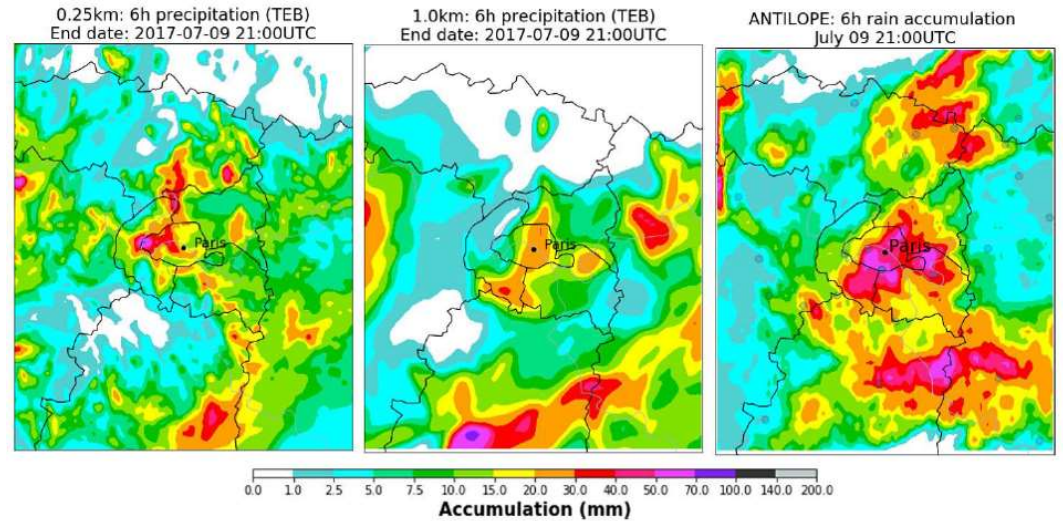 0.25km: 6h precipitation (TEB)
End date: 2017-07-09 21:00UTC
1.0km: 6h precipitation (TEB)
End date: 2017-07-09 21:00UTC
ANTILOPE: 6h rain accumulation
July 09 21:00UTC
Paris
Paris
Paris
0.0 1.0 2.5 5.0 7.5 10.0 15.0 20.0 30.0 40.0 50.0 70.0 100.0 140.0 200.0
Accumulation (mm)